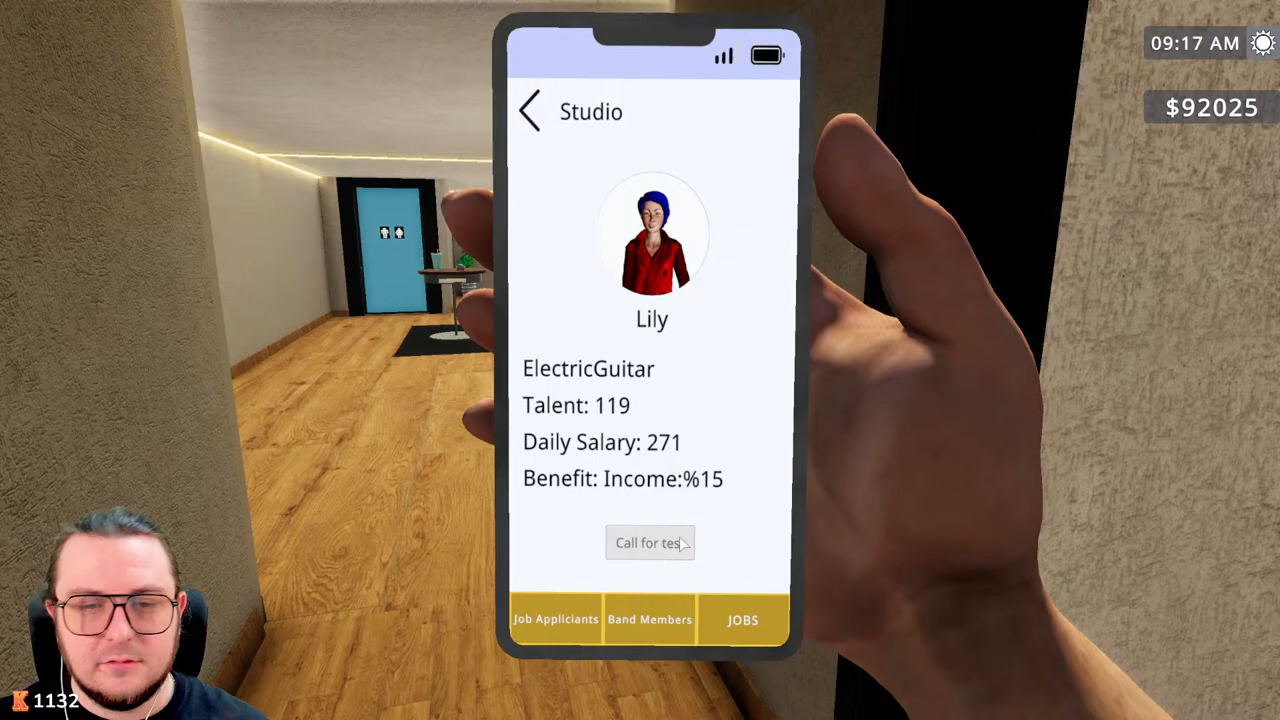 09:17 AM
$92025
Studio
Lily
ElectricGuitar
Talent: 119
Daily Salary: 271
Benefit: Income:%15
Call for tes
Job Appliciants
Band Members
JOBS
K 1132